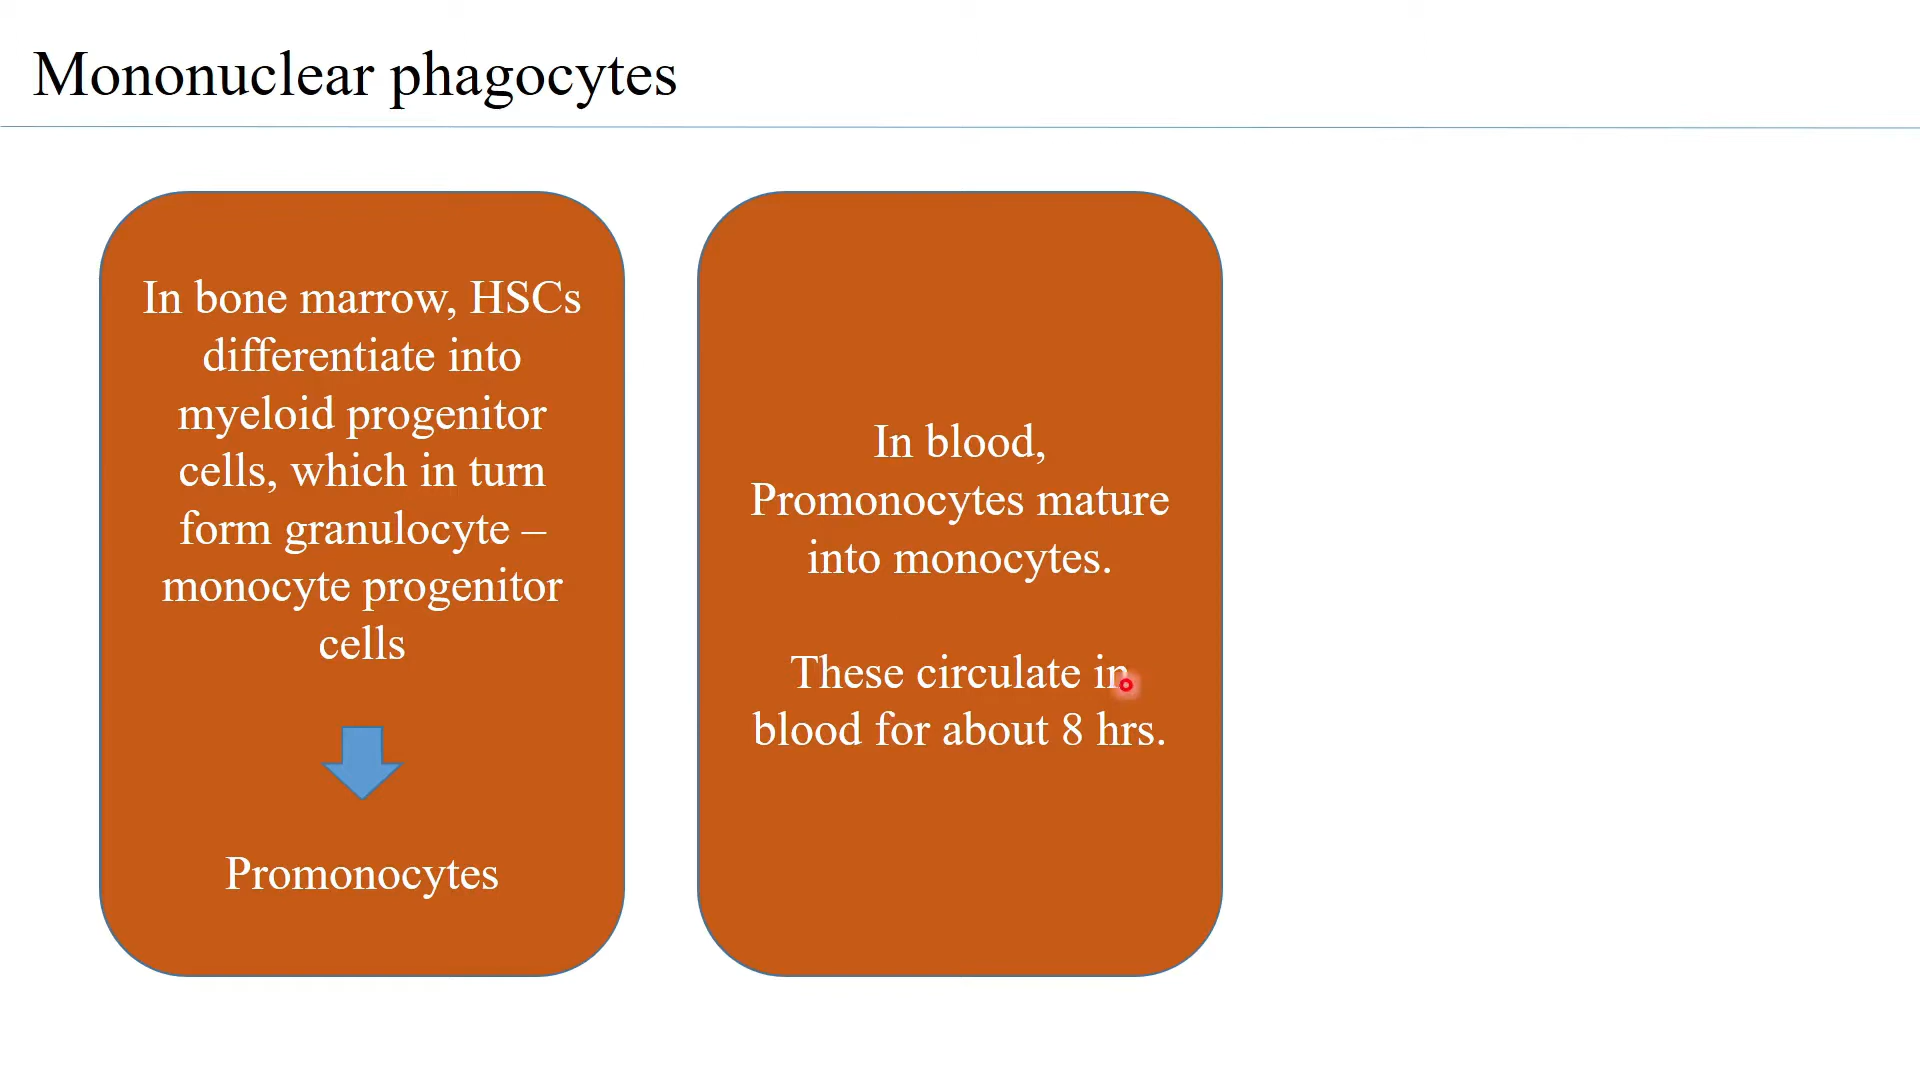 Mononuclear phagocytes
In bone marrow, HSCs
differentiate into
myeloid progenitor
cells, which in turn
form granulocyte –
monocyte progenitor
cells
Promonocytes
In blood,
Promonocytes mature
into monocytes.
These circulate in
blood for about 8 hrs.